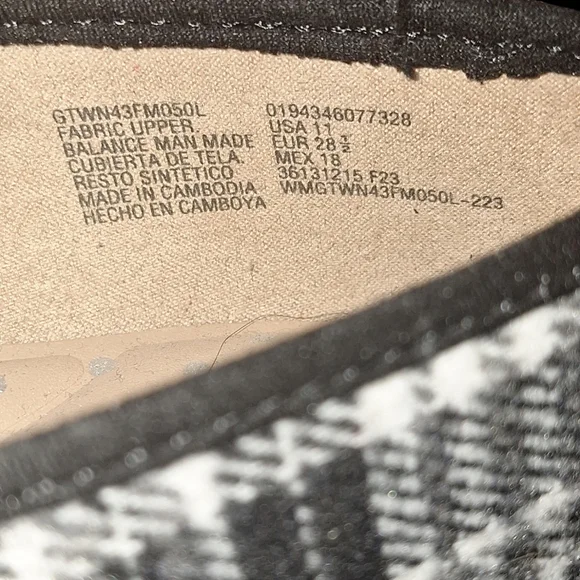 GTWN43FM050L
FABRIC UPPER.
BALANCE MAN MADE
CUBIERTA DE TELA.
RESTO SINTETICO
MADE IN CAMBODIA
HECHO EN CAMBOYA
0194346077328
USA 11
EUR 28 ½
MEX 18
36131215 F23
WMGTWN43FM050L-223